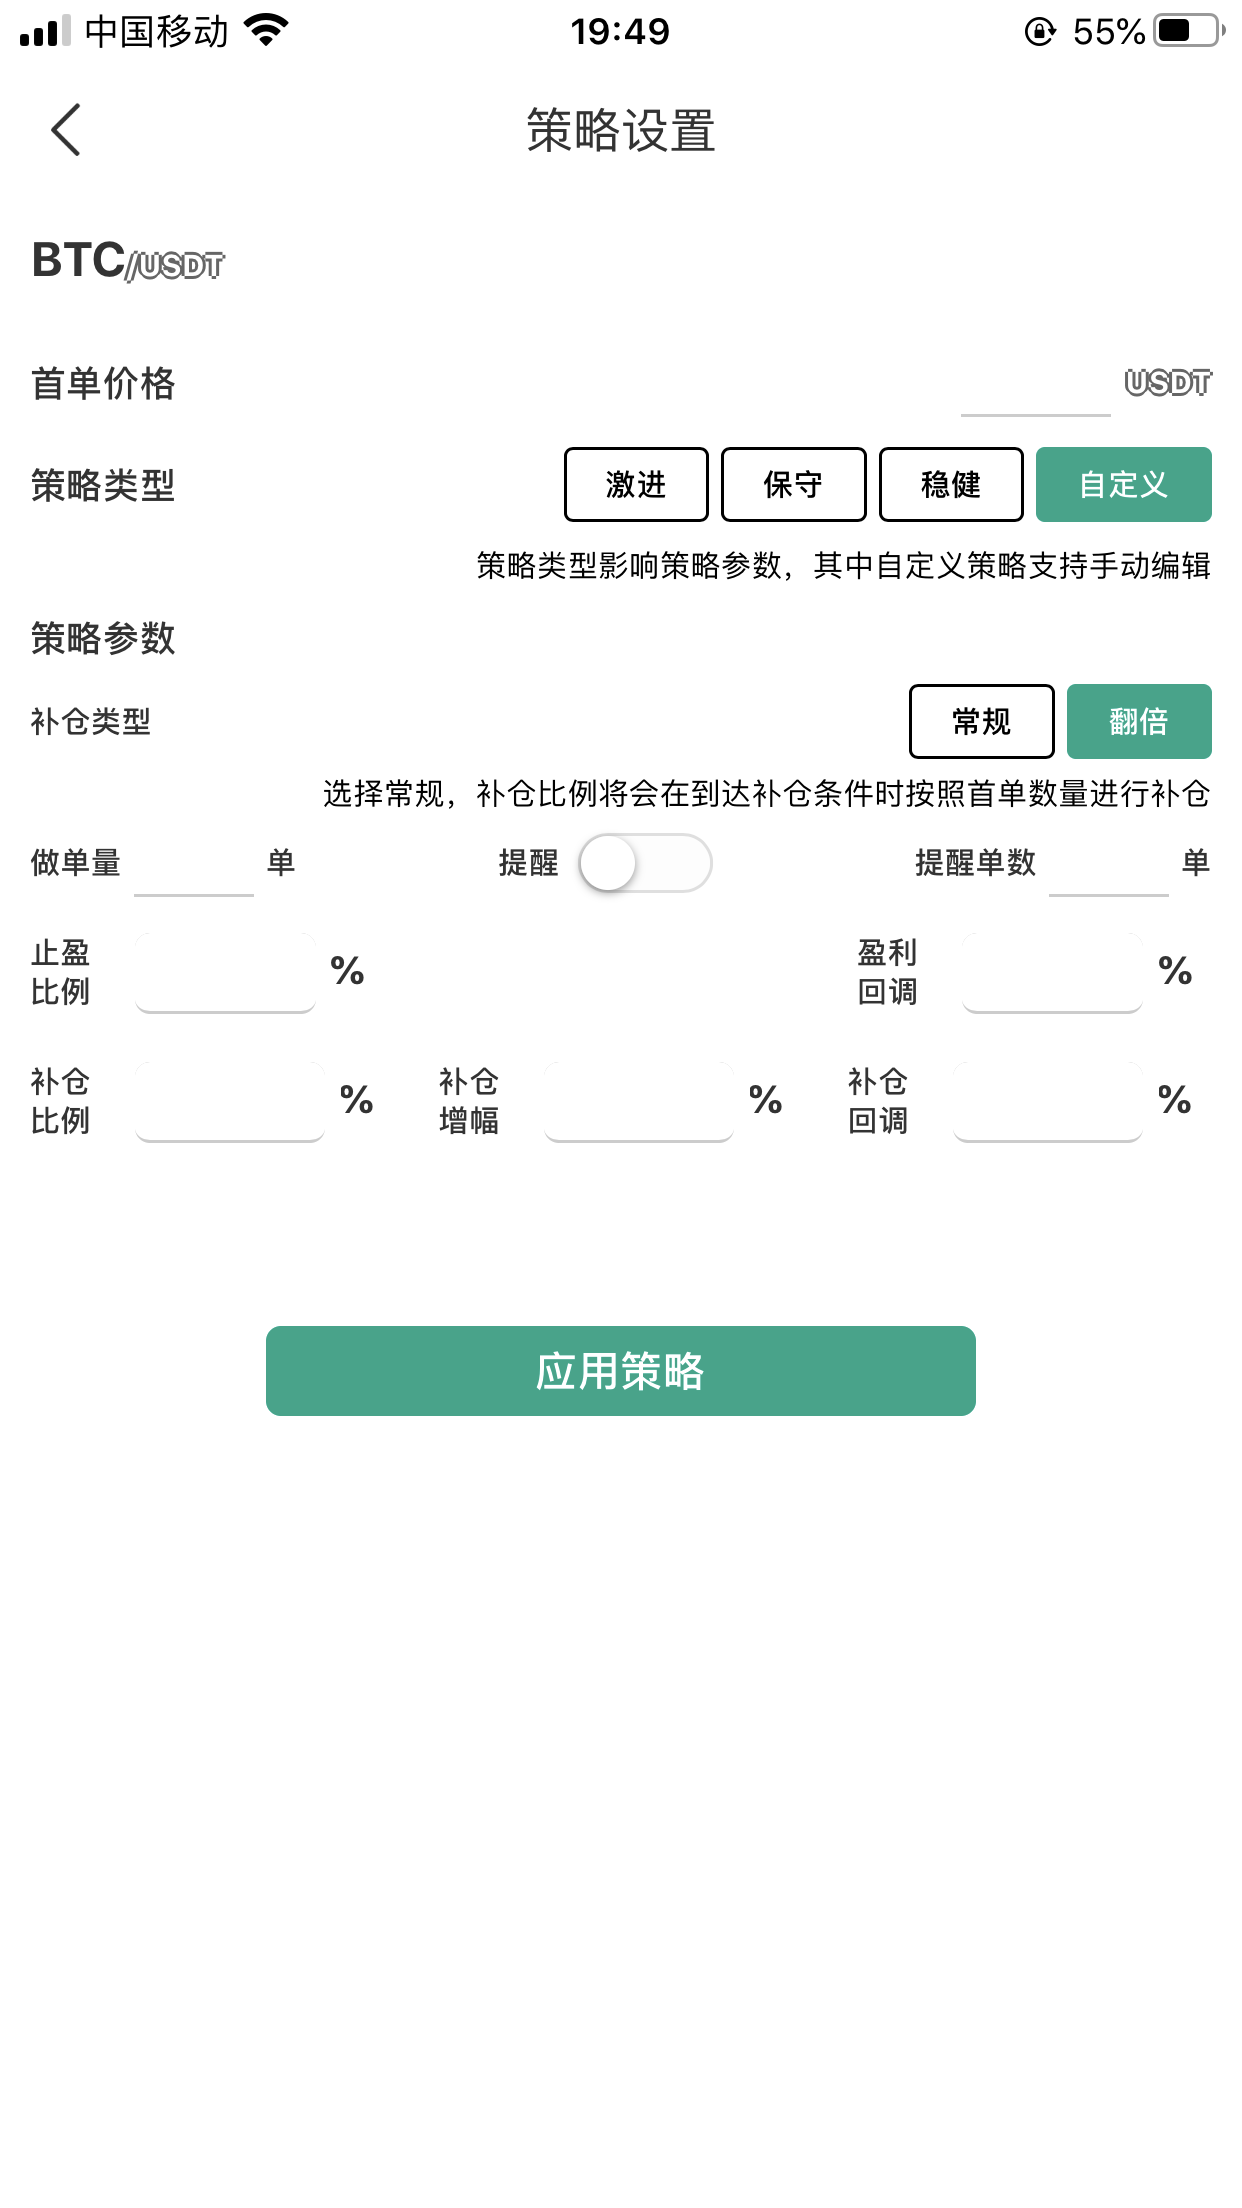 中国移动 19:49 55%
策略设置
BTC/USDT
首单价格 USDT
策略类型 激进 保守 稳健 自定义
策略类型影响策略参数，其中自定义策略支持手动编辑
策略参数
补仓类型 常规 翻倍
选择常规，补仓比例将会在到达补仓条件时按照首单数量进行补仓
做单量 单 提醒 提醒单数 单
止盈比例 % 盈利回调 %
补仓比例 % 补仓增幅 % 补仓回调 %
应用策略